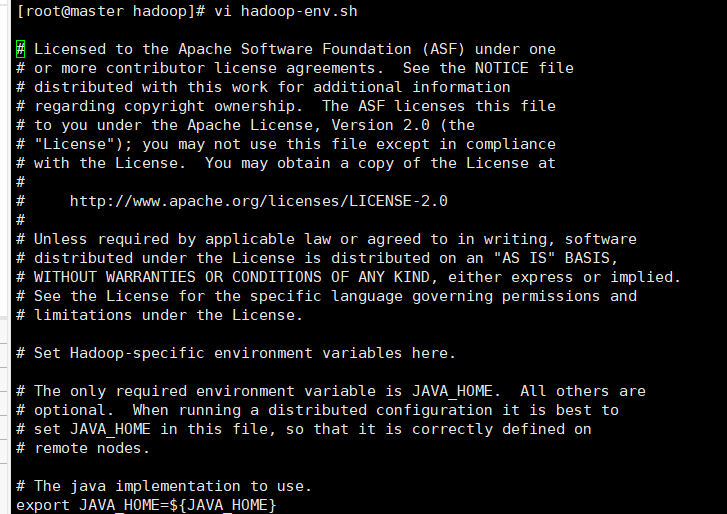 [root@master hadoop]# vi hadoop-env.sh
# Licensed to the Apache Software Foundation (ASF) under one
# or more contributor license agreements.  See the NOTICE file
# distributed with this work for additional information
# regarding copyright ownership.  The ASF licenses this file
# to you under the Apache License, Version 2.0 (the
# "License"); you may not use this file except in compliance
# with the License.  You may obtain a copy of the License at
#
#     http://www.apache.org/licenses/LICENSE-2.0
#
# Unless required by applicable law or agreed to in writing, software
# distributed under the License is distributed on an "AS IS" BASIS,
# WITHOUT WARRANTIES OR CONDITIONS OF ANY KIND, either express or implied.
# See the License for the specific language governing permissions and
# limitations under the License.
# Set Hadoop-specific environment variables here.
# The only required environment variable is JAVA_HOME.  All others are
# optional.  When running a distributed configuration it is best to
# set JAVA_HOME in this file, so that it is correctly defined on
# remote nodes.
# The java implementation to use.
export JAVA_HOME=${JAVA_HOME}